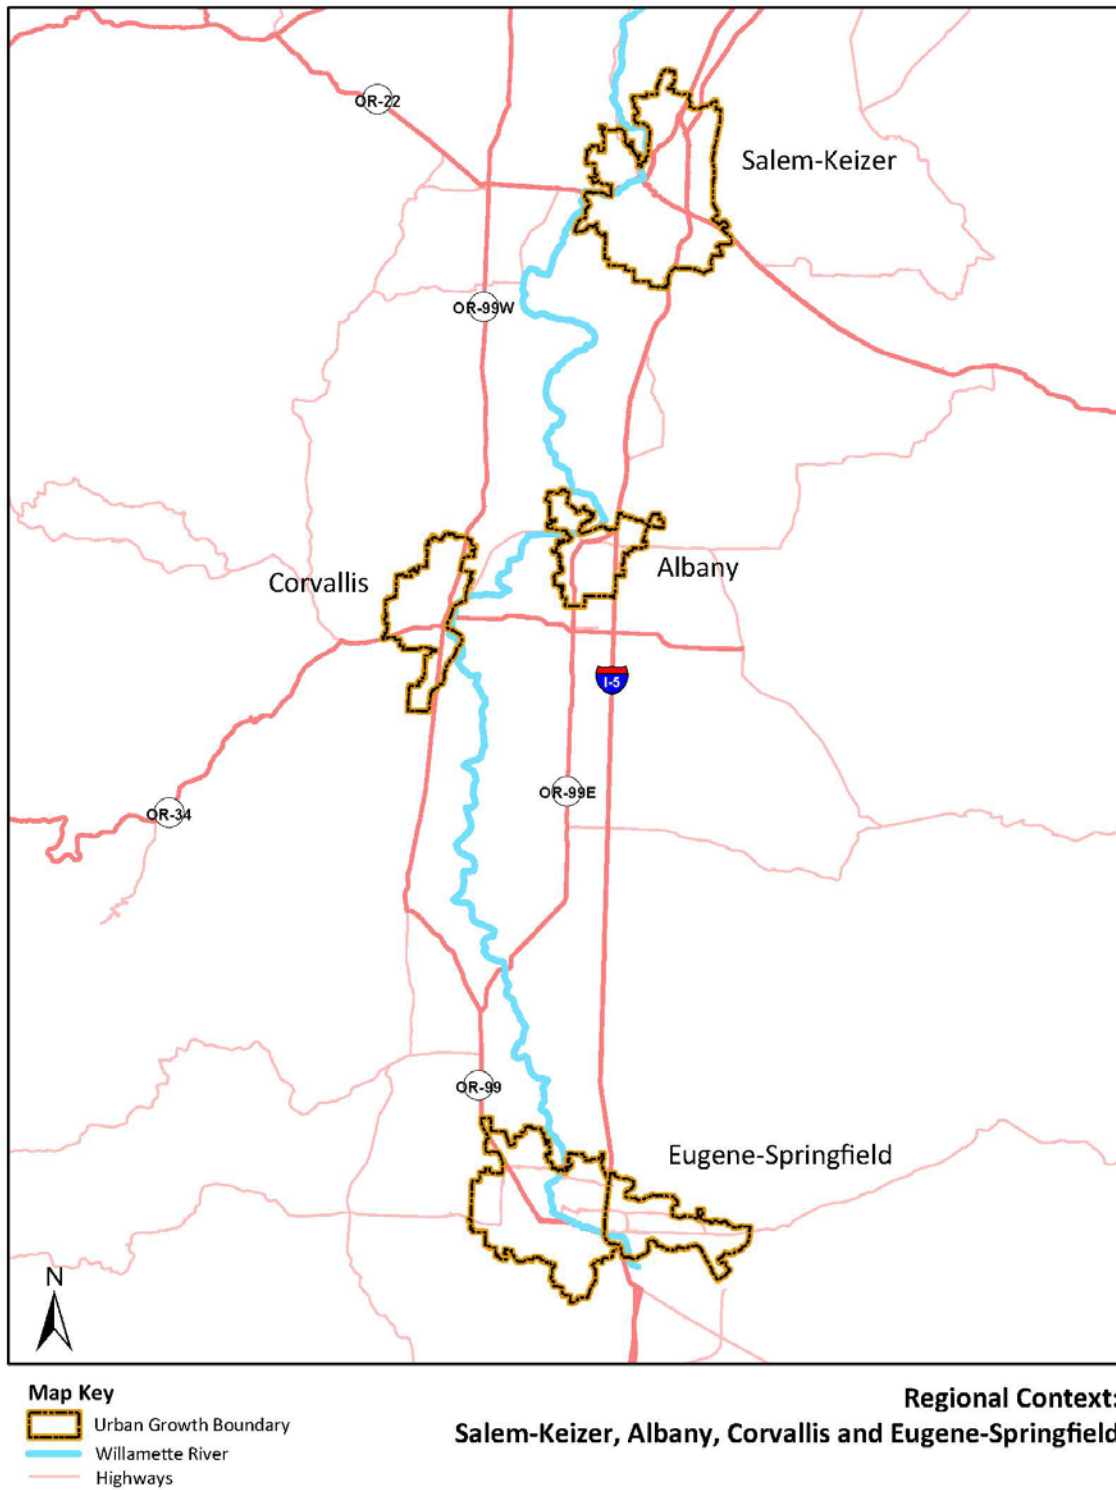 OR-22
Salem-Keizer
OR-99W
Corvallis
Albany
I-5
OR-99E
OR-34
OR-99
Eugene-Springfield
N
Map Key
Urban Growth Boundary
Willamette River
Highways
Regional Context:
Salem-Keizer, Albany, Corvallis and Eugene-Springfield